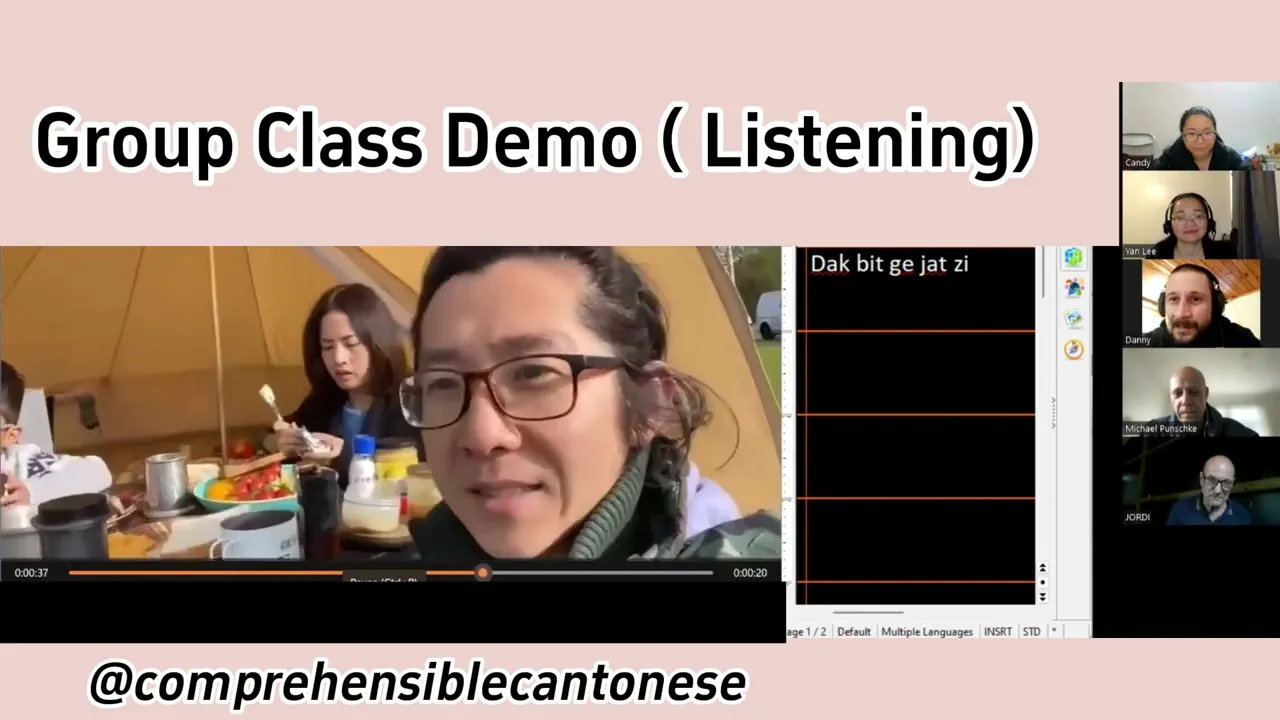 Group Class Demo ( Listening)
Candy
Yan Lee
Danny
Michael Punschke
JORDI
Dak bit ge jat zi
0:00:37
0:00:20
age 1 / 2
Default
Multiple Languages
INSRT
STD
*
@comprehensiblecantonese